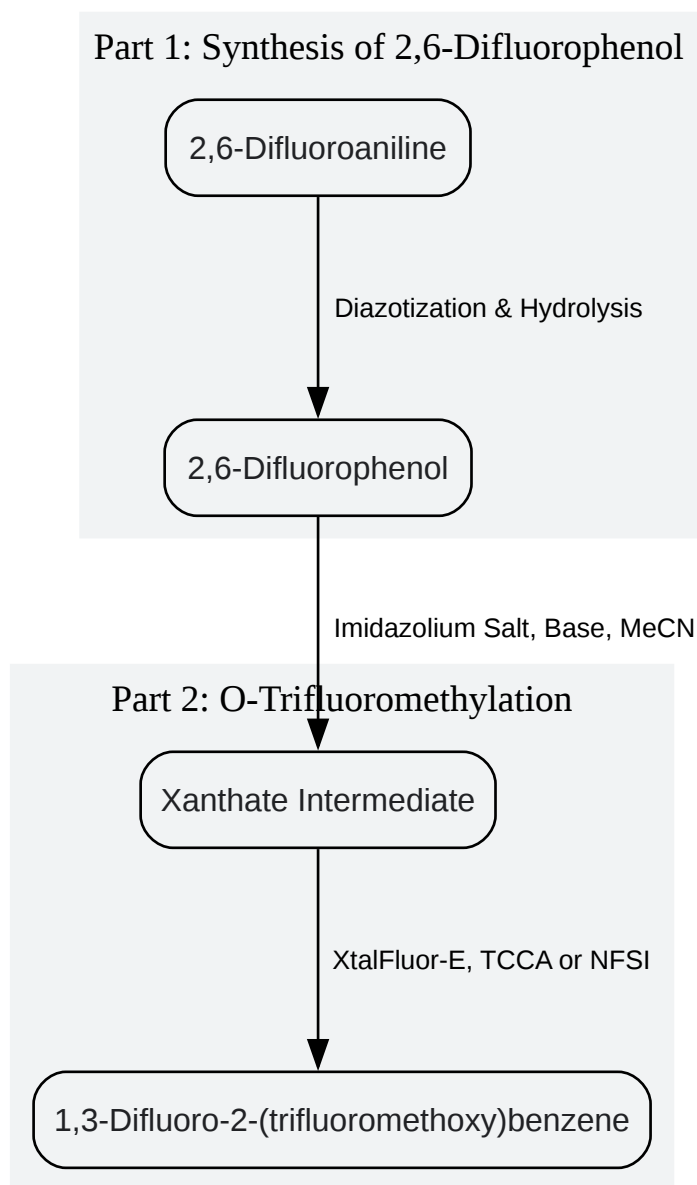 Part 1: Synthesis of 2,6-Difluorophenol
2,6-Difluoroaniline
Diazotization & Hydrolysis
2,6-Difluorophenol
Imidazolium Salt, Base, MeCN
Part 2: O-Trifluoromethylation
Xanthate Intermediate
XtalFluor-E, TCCA or NFSI
1,3-Difluoro-2-(trifluoromethoxy)benzene